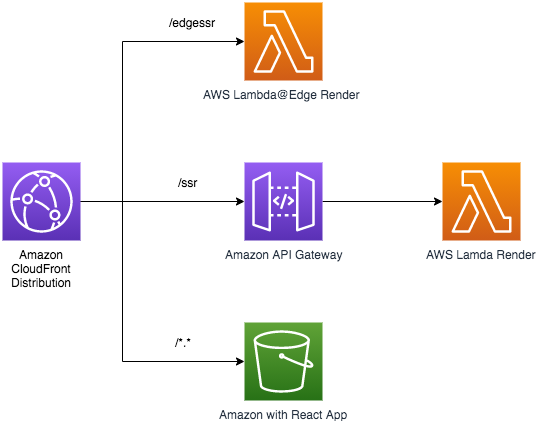 /edgessr
AWS Lambda@Edge Render
/ssr
Amazon
CloudFront
Distribution
Amazon API Gateway
AWS Lamda Render
/*.*
Amazon with React App